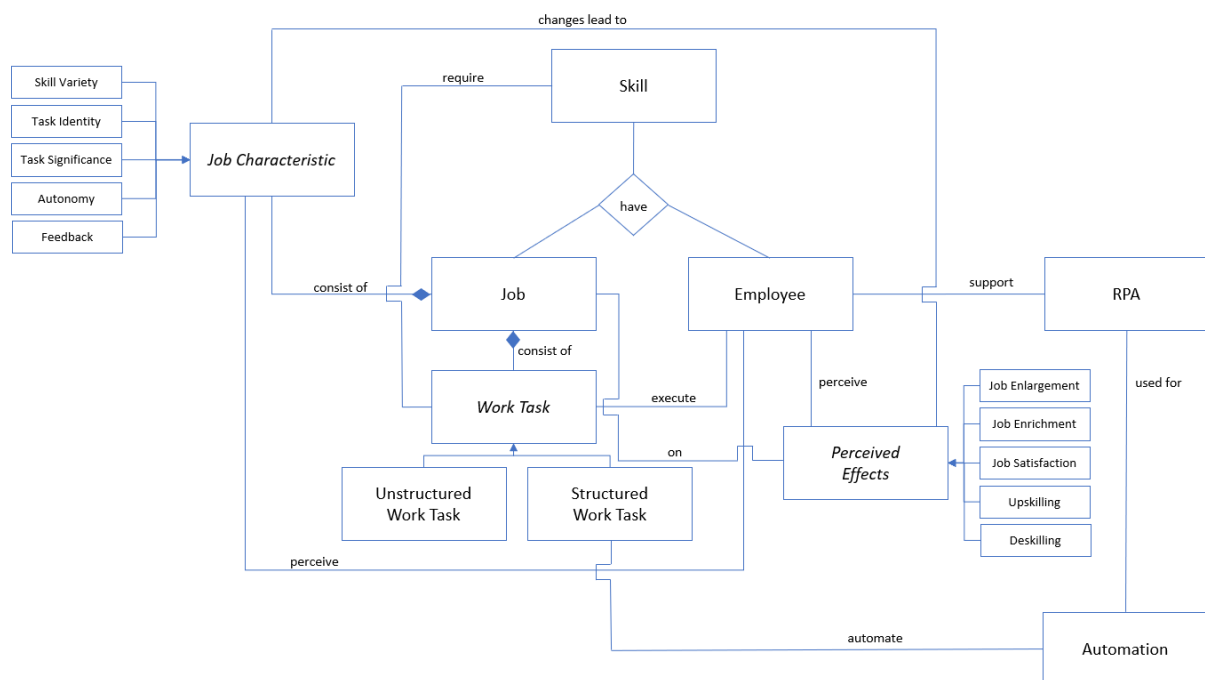 changes lead to
Skill
require
Skill Variety
Task Identity
Task Significance
Autonomy
Feedback
Job Characteristic
have
consist of
Job
Employee
support
RPA
consist of
perceive
used for
Work Task
execute
Job Enlargement
Job Enrichment
Job Satisfaction
Upskilling
Deskilling
on
Perceived
Effects
Unstructured
Work Task
Structured
Work Task
perceive
automate
Automation